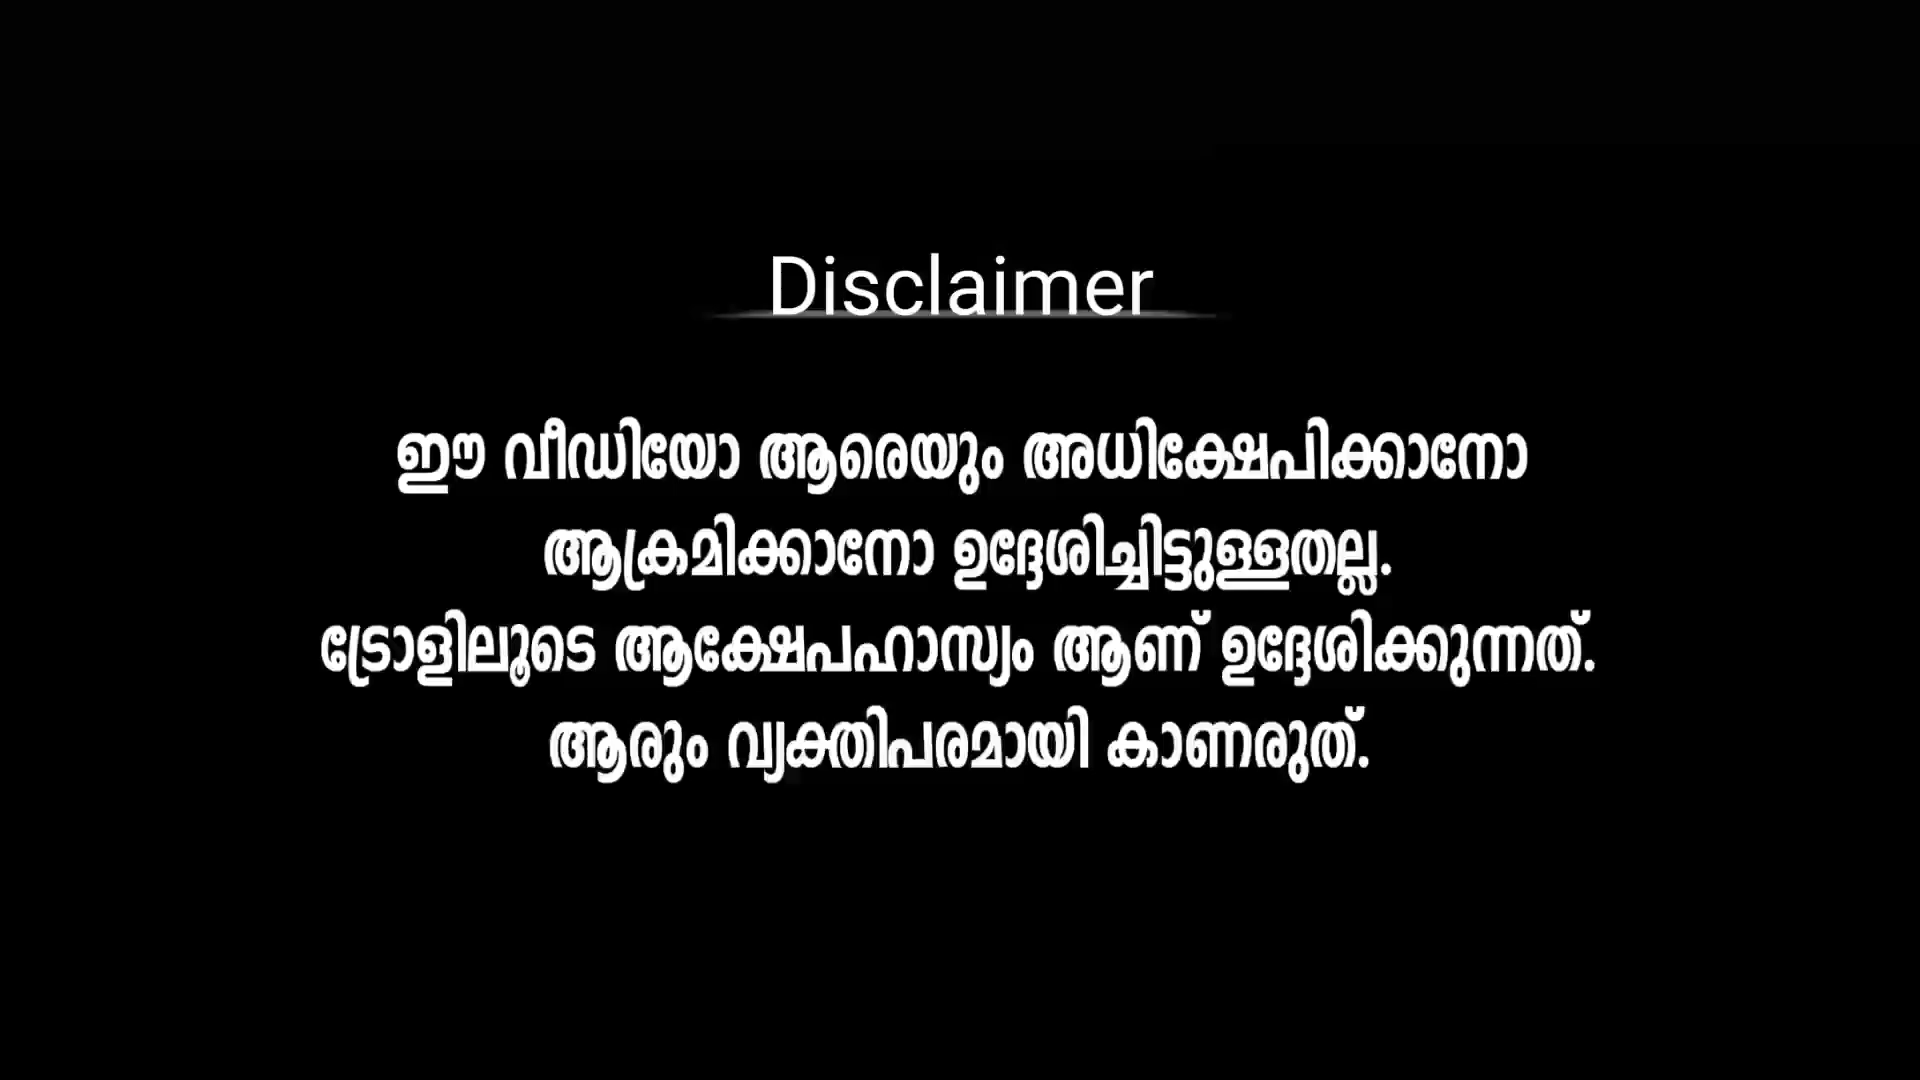 Disclaimer
ഈ വീഡിയോ ആരെയും അധിക്ഷേപിക്കാനോ
ആക്രമിക്കാനോ ഉദ്ദേശിച്ചിട്ടുള്ളതല്ല.
ട്രോളിലൂടെ ആക്ഷേപഹാസ്യം ആണ് ഉദ്ദേശിക്കുന്നത്.
ആരും വ്യക്തിപരമായി കാണരുത്.